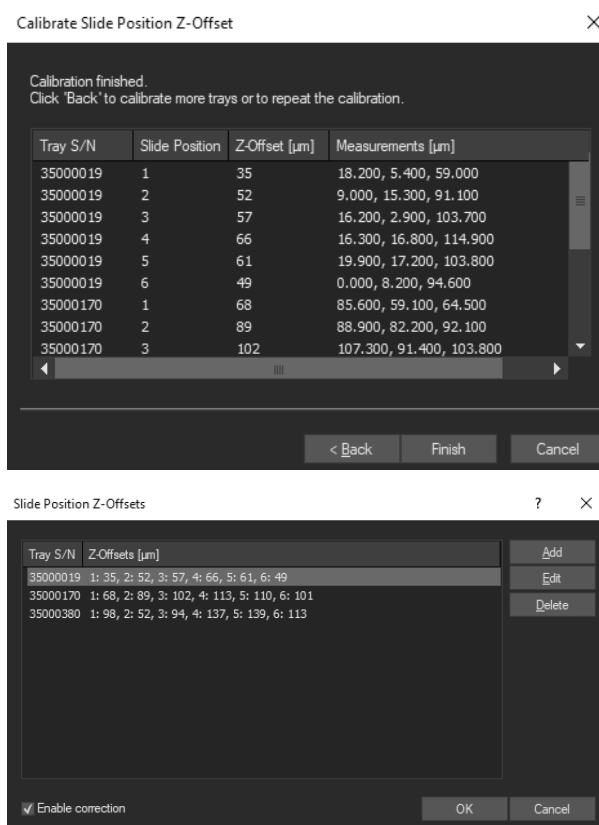 Calibrate Slide Position Z-Offset
Calibration finished.
Click 'Back' to calibrate more trays or to repeat the calibration.
Tray S/N Slide Position Z-Offset [µm] Measurements [µm]
35000019 1 35 18.200, 5.400, 59.000
35000019 2 52 9.000, 15.300, 91.100
35000019 3 57 16.200, 2.900, 103.700
35000019 4 66 16.300, 16.800, 114.900
35000019 5 61 19.900, 17.200, 103.800
35000019 6 49 0.000, 8.200, 94.600
35000170 1 68 85.600, 59.100, 64.500
35000170 2 89 88.900, 82.200, 92.100
35000170 3 102 107.300, 91.400, 103.800
< Back Finish Cancel
Slide Position Z-Offsets ?
Tray S/N Z-Offsets [µm] Add
35000019 1: 35, 2: 52, 3: 57, 4: 66, 5: 61, 6: 49 Edit
35000170 1: 68, 2: 89, 3: 102, 4: 113, 5: 110, 6: 101
Delete
35000380 1: 98, 2: 52, 3: 94, 4: 137, 5: 139, 6: 113
Enable correction OK Cancel